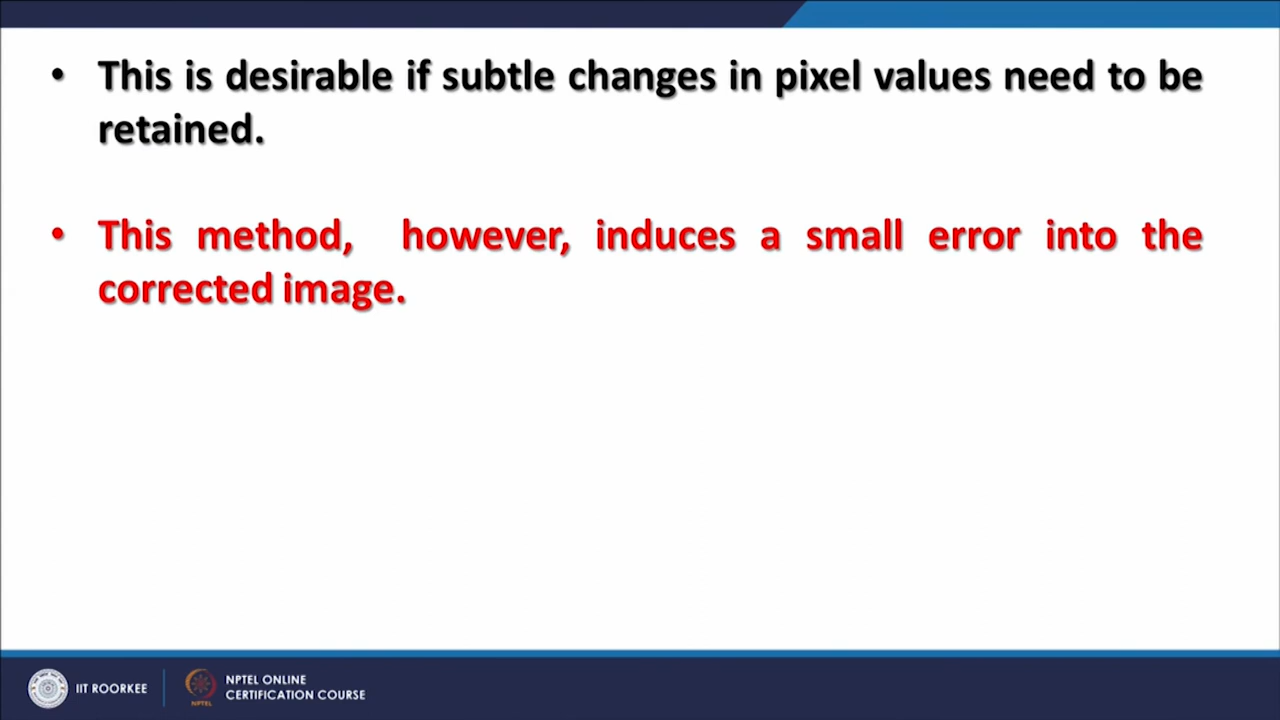 • This is desirable if subtle changes in pixel values need to be
retained.
• This method, however, induces a small error into the
corrected image.
IIT ROORKEE
NPTEL
NPTEL ONLINE
CERTIFICATION COURSE